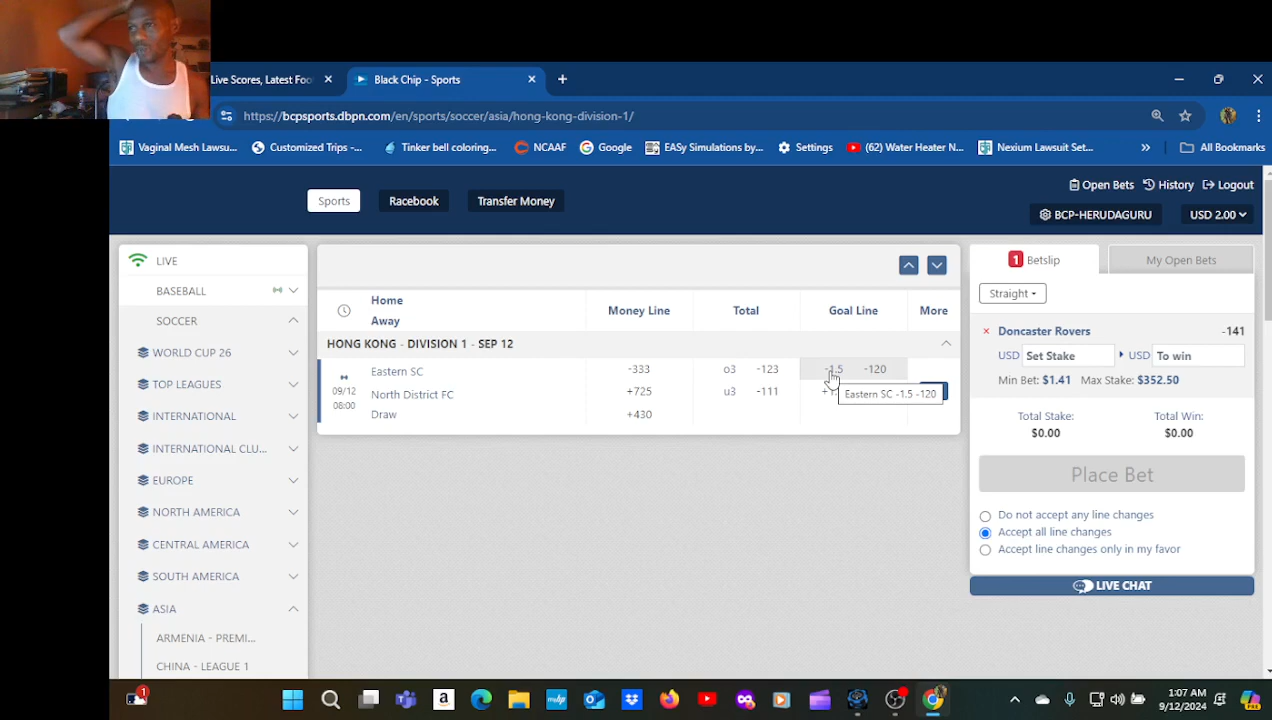 Live Scores, Latest Foo
Black Chip - Sports
https://bcpsports.dbpn.com/en/sports/soccer/asia/hong-kong-division-1/
Vaginal Mesh Lawsu...
Customized Trips -...
Tinker bell coloring...
NCAAF
Google
EASy Simulations by...
Settings
(62) Water Heater N...
Nexium Lawsuit Set...
»
All Bookmarks
Open Bets History Logout
Sports Racebook Transfer Money
BCP-HERUDAGURU
USD 2.00
LIVE
BASEBALL
SOCCER
WORLD CUP 26
TOP LEAGUES
INTERNATIONAL
INTERNATIONAL CLU...
EUROPE
NORTH AMERICA
CENTRAL AMERICA
SOUTH AMERICA
ASIA
ARMENIA - PREMI...
CHINA - LEAGUE 1
Home
Away
Money Line Total Goal Line More
HONG KONG - DIVISION 1 - SEP 12
09/12
08:00
Eastern SC -333 o3 -123 -1.5 -120
North District FC +725 u3 -111
Draw +430
Eastern SC -1.5 -120
1 Betslip
My Open Bets
Straight
× Doncaster Rovers -141
USD Set Stake USD To win
Min Bet: $1.41 Max Stake: $352.50
Total Stake: Total Win:
$0.00 $0.00
Place Bet
Do not accept any line changes
Accept all line changes
Accept line changes only in my favor
LIVE CHAT
1
1
1:07 AM
9/12/2024